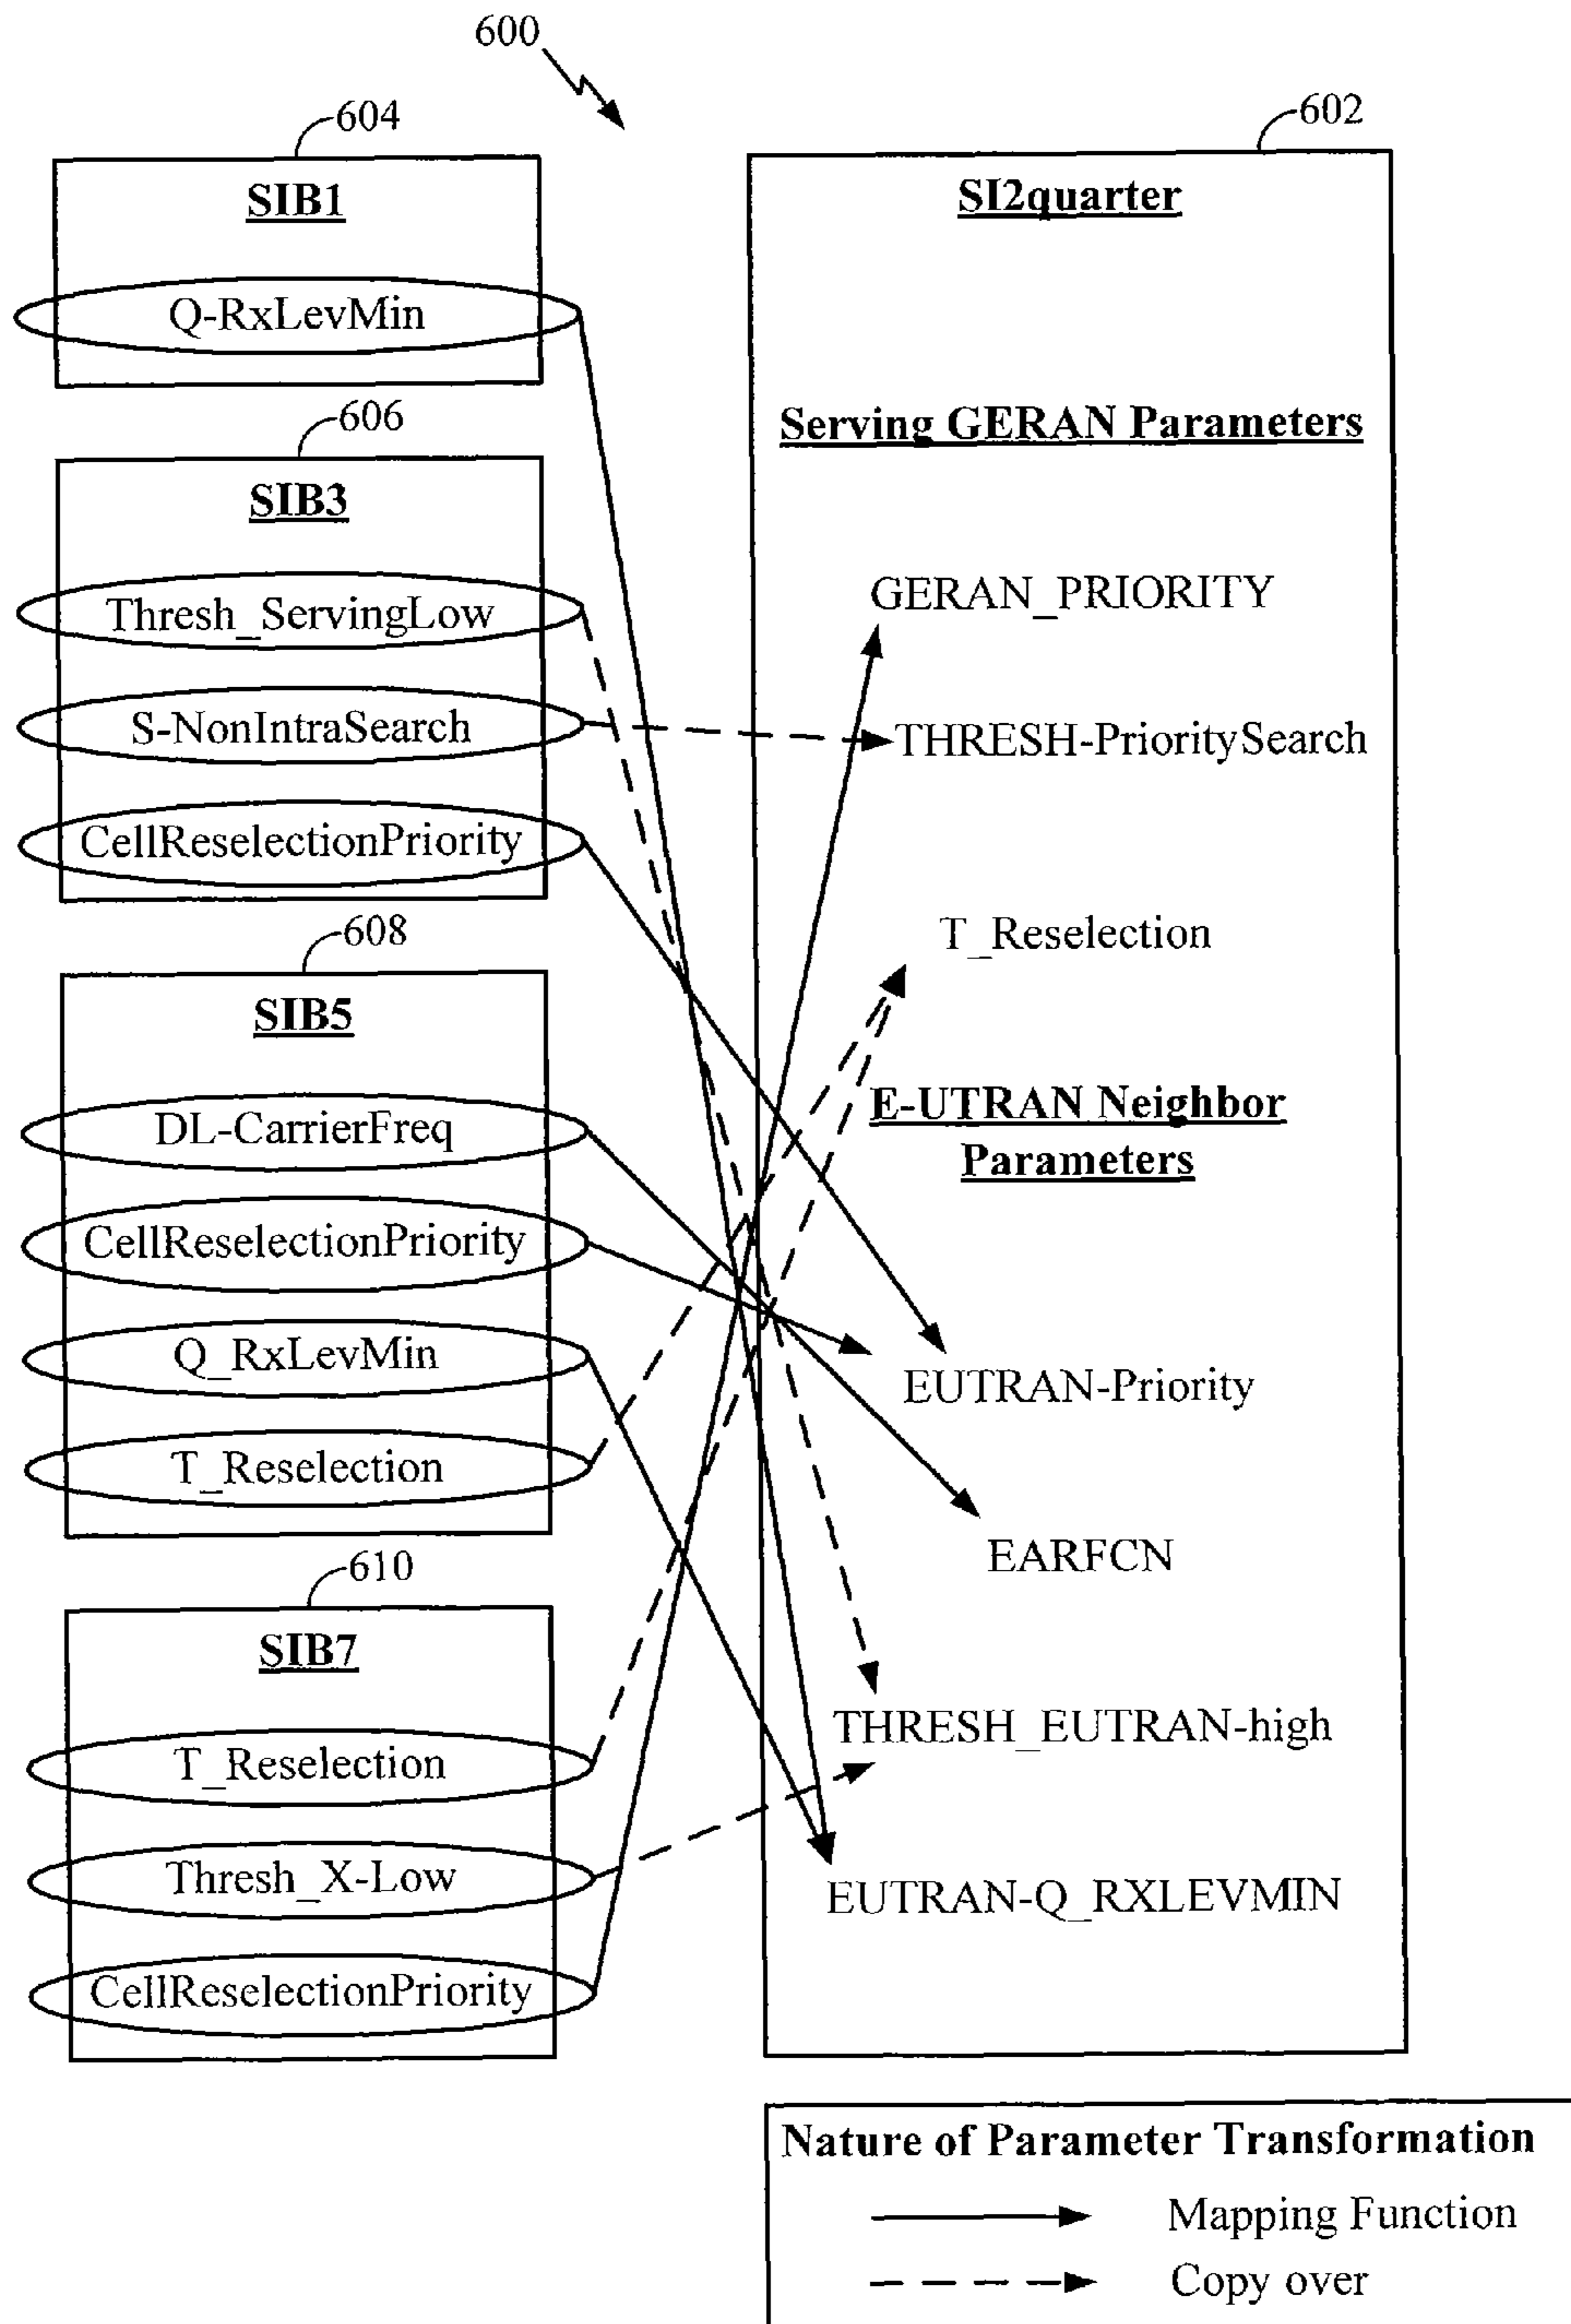 600
604
SIB1
Q-RxLevMin
606
SIB3
Thresh_ServingLow
S-NonIntraSearch
CellReselectionPriority
608
SIB5
DL-CarrierFreq
CellReselectionPriority
Q_RxLevMin
T_Reselection
610
SIB7
T_Reselection
Thresh_X-Low
CellReselectionPriority
602
SI2quarter
Serving GERAN Parameters
GERAN_PRIORITY
THRESH-PrioritySearch
T_Reselection
E-UTRAN Neighbor
Parameters
EUTRAN-Priority
EARFCN
THRESH_EUTRAN-high
EUTRAN-Q_RXLEVMIN
Nature of Parameter Transformation
Mapping Function
Copy over